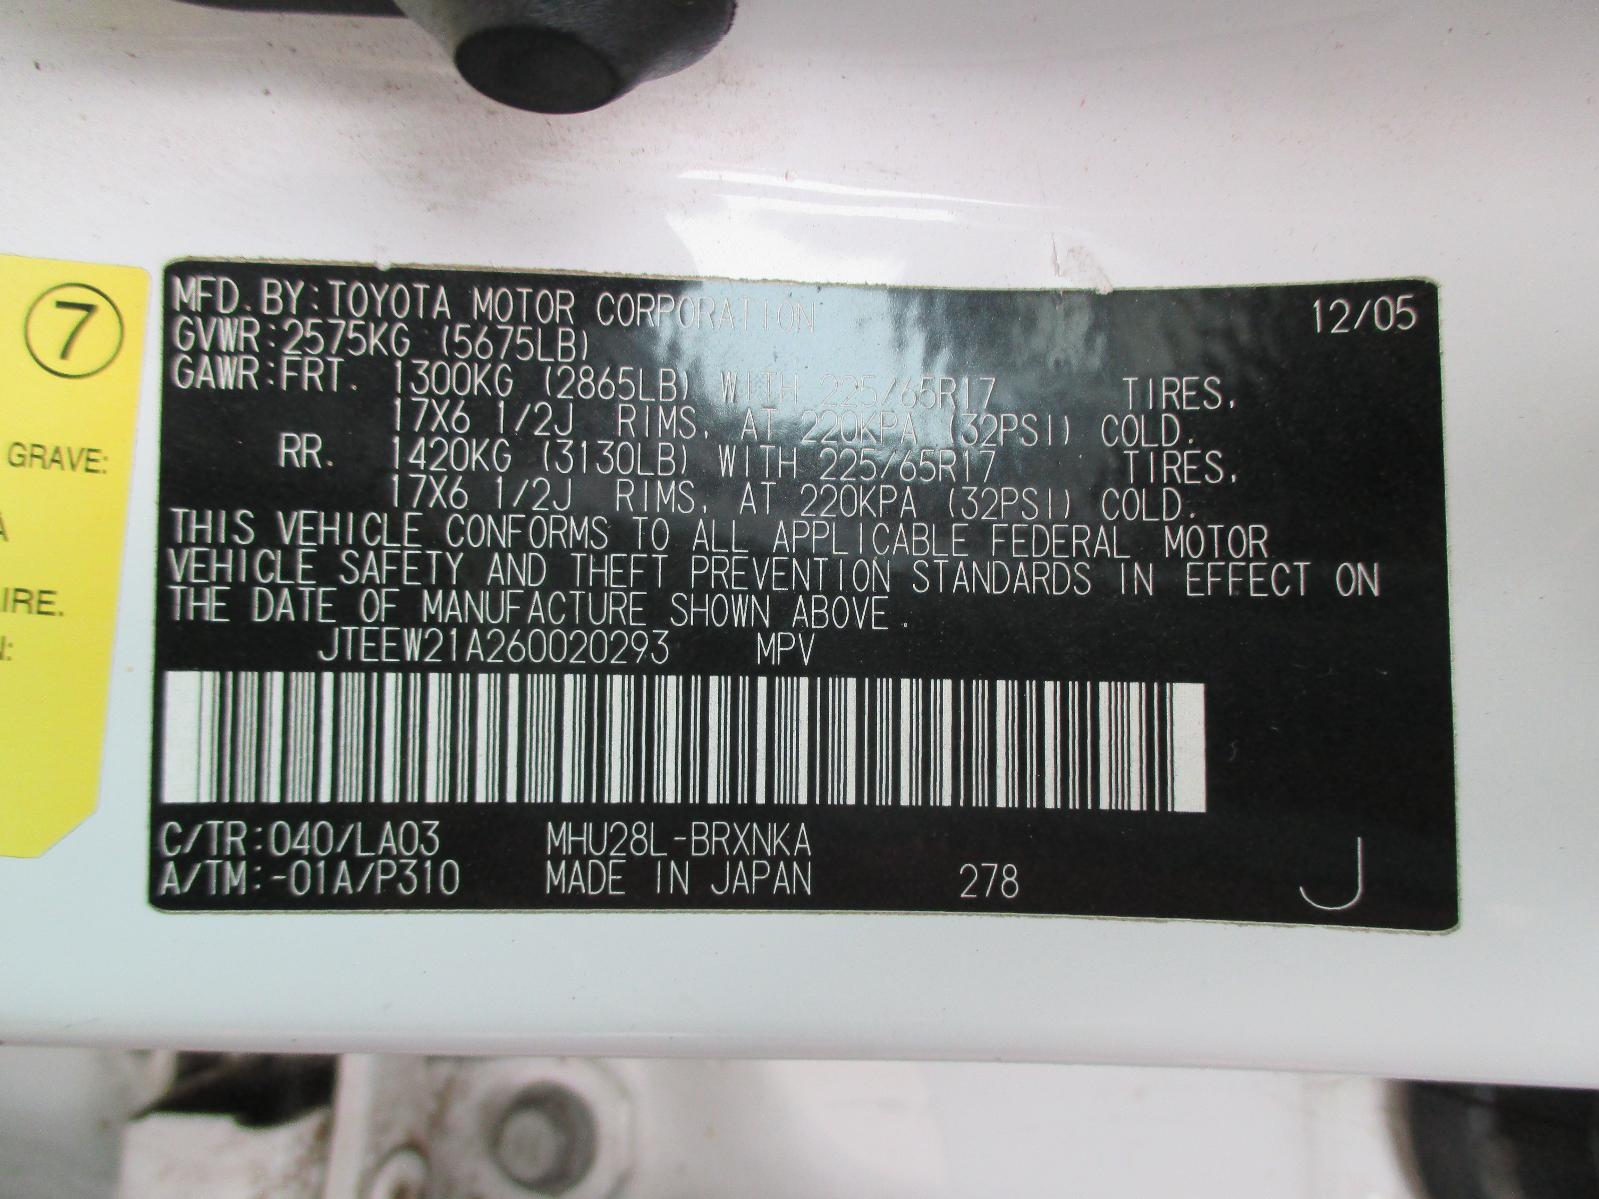 7
GRAVE:
A
IRE.
N:
MFD. BY: TOYOTA MOTOR CORPORATION 12/05
GVWR: 2575KG (5675LB)
GAWR: FRT. 1300KG (2865LB) WITH 225/65R17 TIRES,
17X6 1/2J RIMS, AT 220KPA (32PSI) COLD.
RR. 1420KG (3130LB) WITH 225/65R17 TIRES,
17X6 1/2J RIMS, AT 220KPA (32PSI) COLD.
THIS VEHICLE CONFORMS TO ALL APPLICABLE FEDERAL MOTOR
VEHICLE SAFETY AND THEFT PREVENTION STANDARDS IN EFFECT ON
THE DATE OF MANUFACTURE SHOWN ABOVE.
JTEEW21A260020293 MPV
C/TR: 040/LA03 MHU28L-BRXNKA
A/TM: -01A/P310 MADE IN JAPAN 278 J